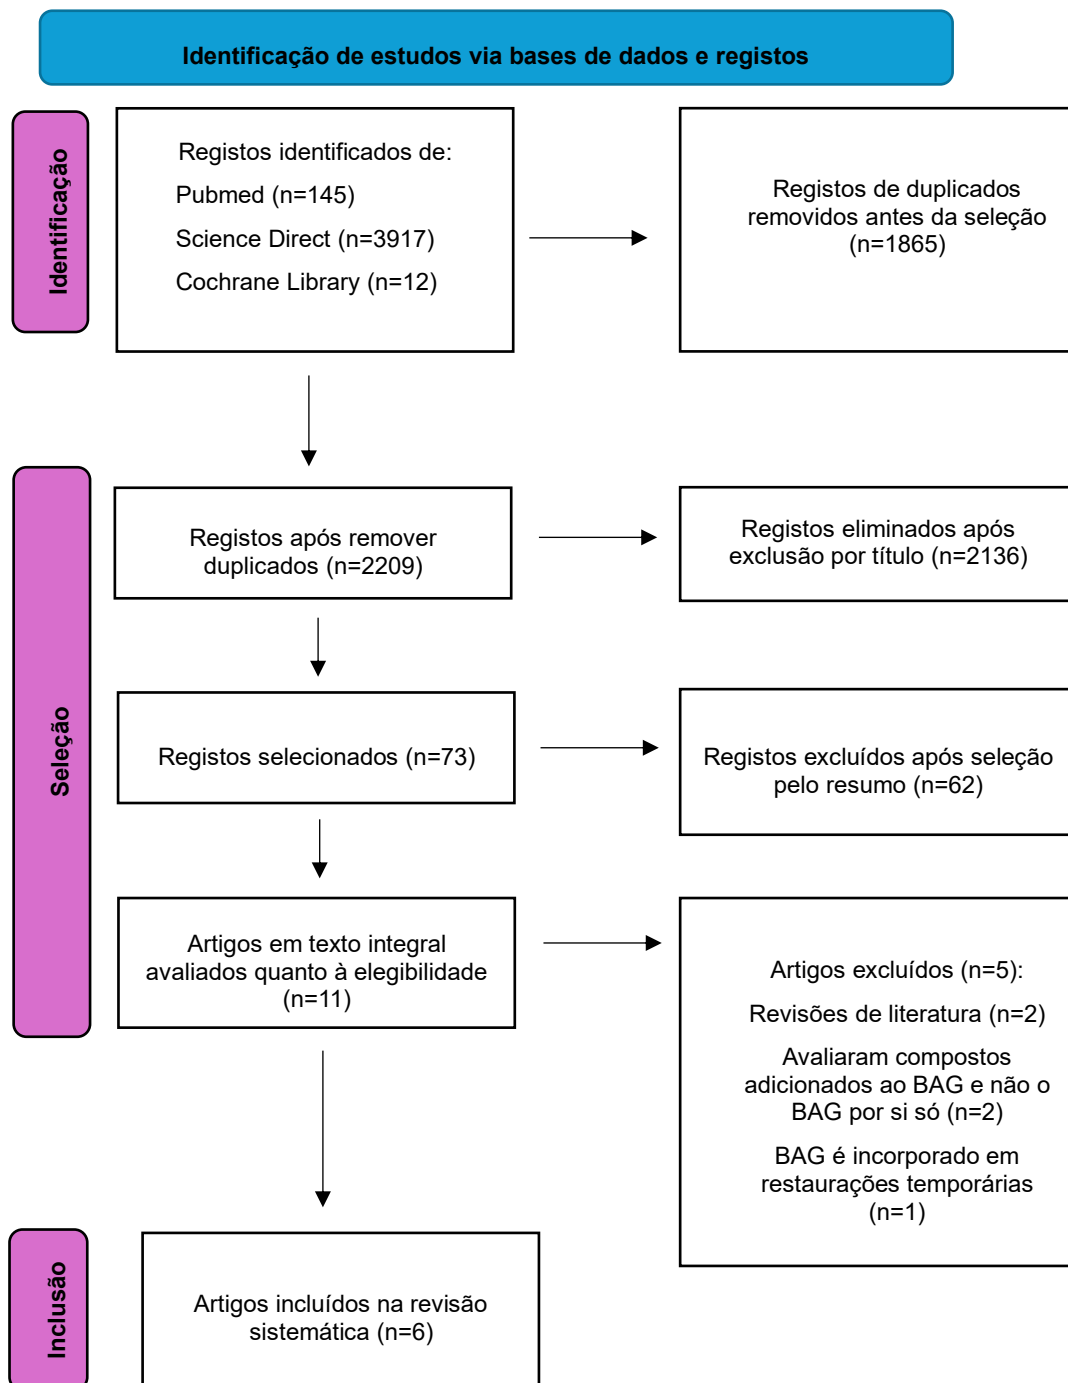 Identificação de estudos via bases de dados e registos
Identificação
Registos identificados de:
Pubmed (n=145)
Science Direct (n=3917)
Cochrane Library (n=12)
Registos de duplicados
removidos antes da seleção
(n=1865)
Seleção
Registos após remover
duplicados (n=2209)
Registos eliminados após
exclusão por título (n=2136)
Registos selecionados (n=73)
Registos excluídos após seleção
pelo resumo (n=62)
Artigos em texto integral
avaliados quanto à elegibilidade
(n=11)
Artigos excluídos (n=5):
Revisões de literatura (n=2)
Avaliaram compostos
adicionados ao BAG e não o
BAG por si só (n=2)
BAG é incorporado em
restaurações temporárias
(n=1)
Inclusão
Artigos incluídos na revisão
sistemática (n=6)